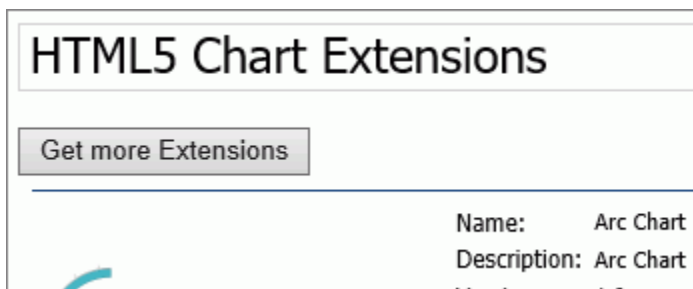 HTML5 Chart Extensions
Get more Extensions
Name: Arc Chart
Description: Arc Chart